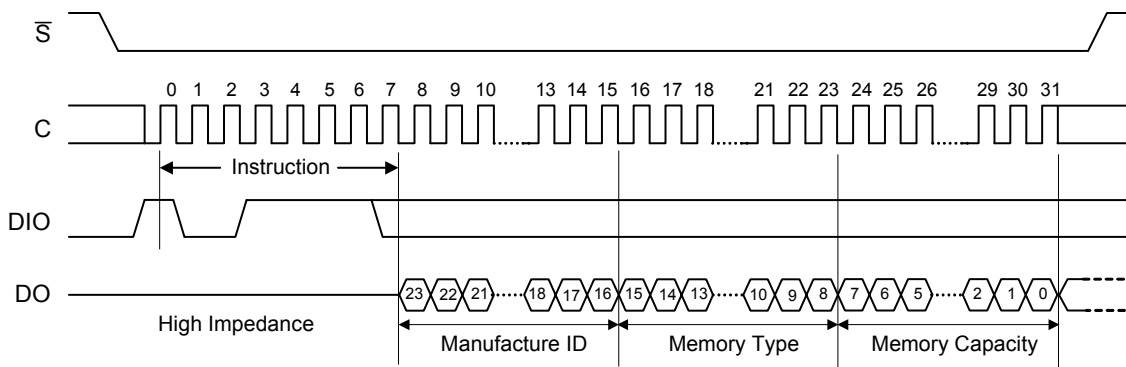 S̅
0 1 2 3 4 5 6 7 8 9 10 13 14 15 16 17 18 21 22 23 24 25 26 29 30 31
C
Instruction
DIO
DO
23 22 21 18 17 16 15 14 13 10 9 8 7 6 5 2 1 0
High Impedance
Manufacture ID
Memory Type
Memory Capacity